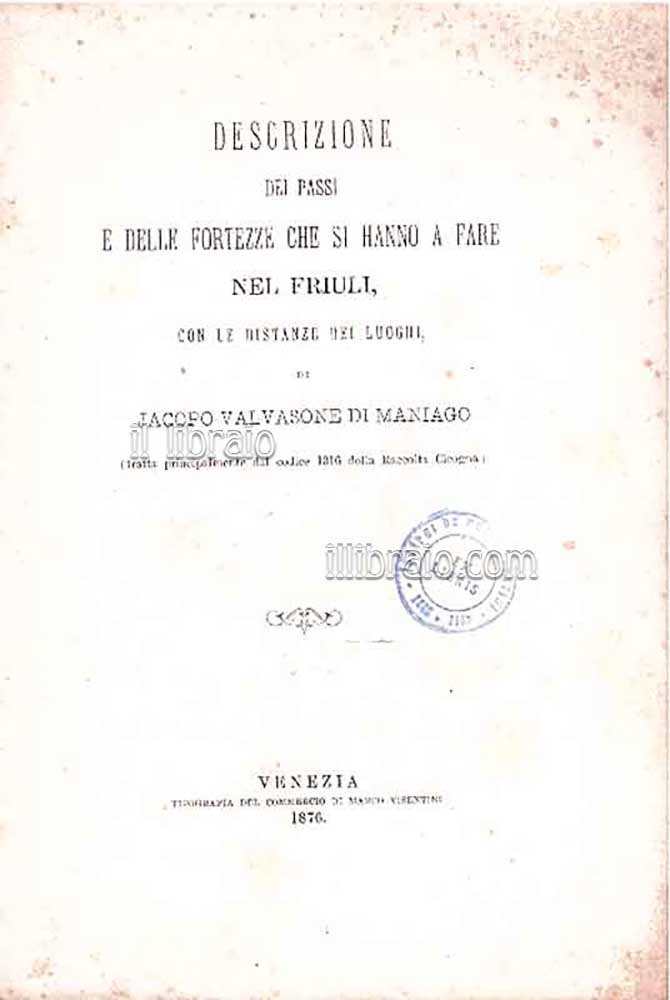 DESCRIZIONE
DEI PASSI
E DELLE FORTEZZE CHE SI HANNO A FARE
NEL FRIULI,
CON LE DISTANZE DEI LUOGHI,
DI
JACOPO VALVASONE DI MANIAGO
il libraio
(tratta principalmente dal codice 1316 della Raccolta Cicogna)
illibraio.com
VENEZIA
TIPOGRAFIA DEL COMMERCIO DI MARCO VISENTINI
1876.